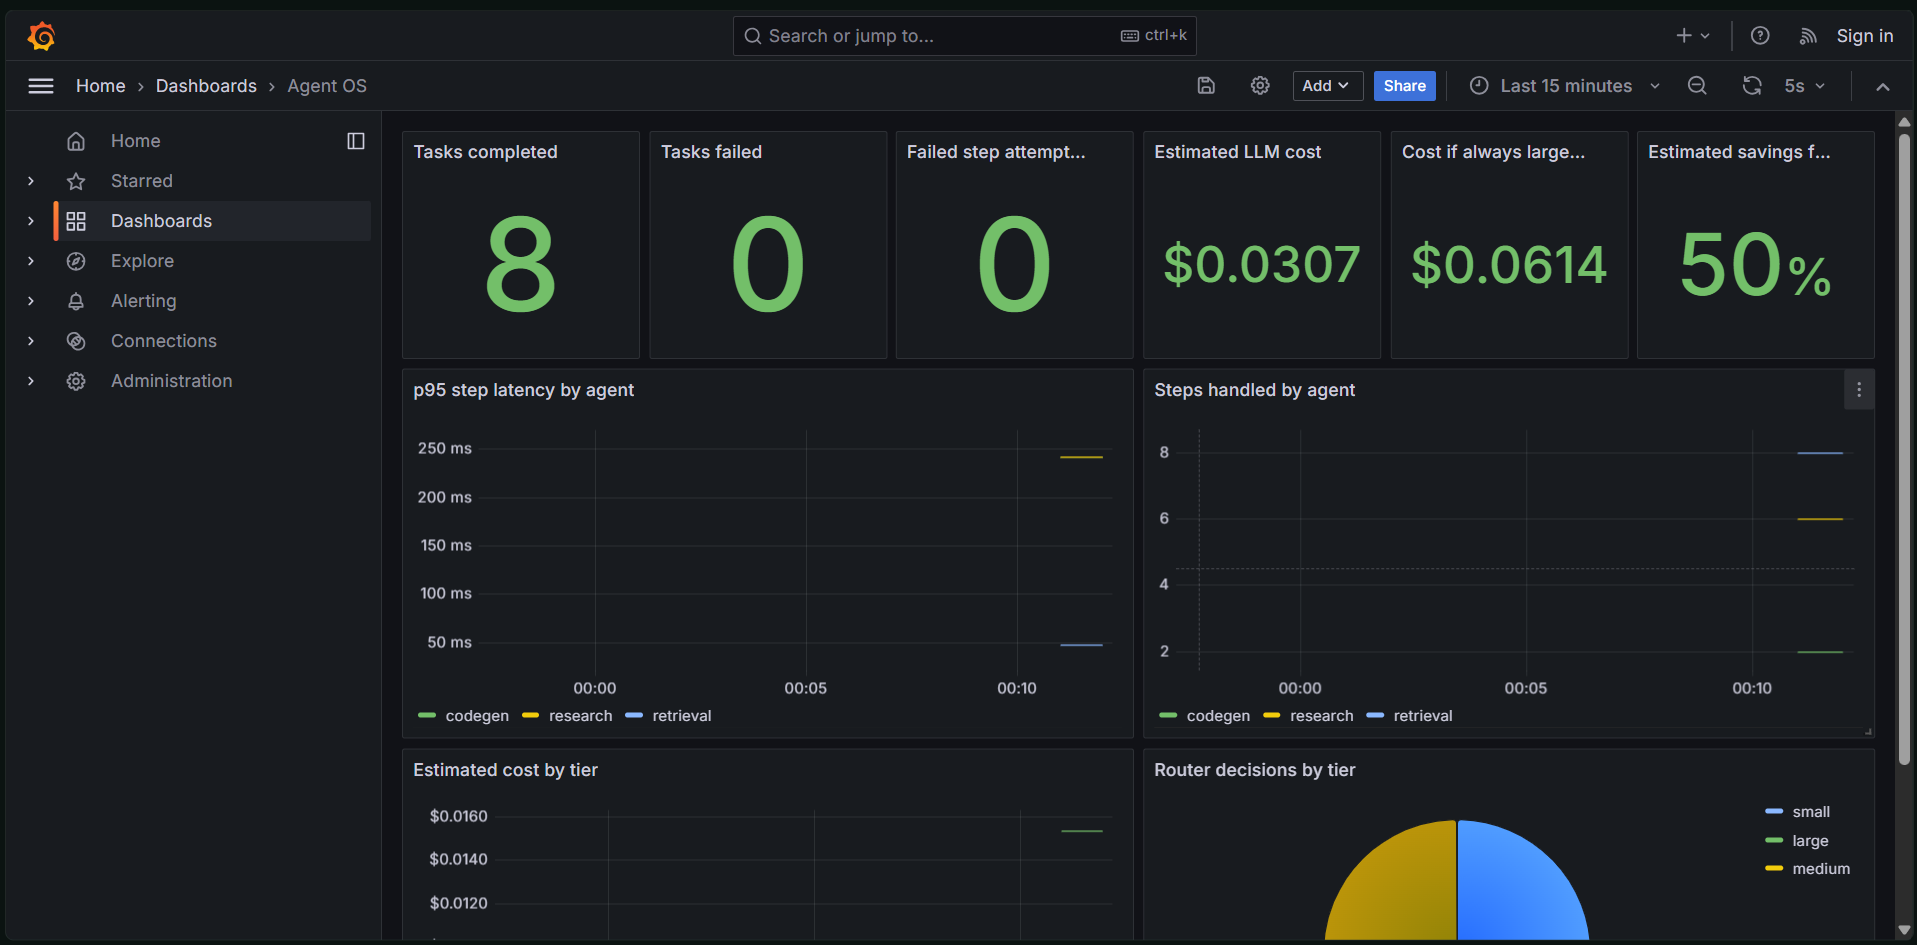 Search or jump to...
ctrl+k
Sign in
Home › Dashboards › Agent OS
Add
Share
Last 15 minutes
5s
Home
Starred
Dashboards
Explore
Alerting
Connections
Administration
Tasks completed
8
Tasks failed
0
Failed step attempt...
0
Estimated LLM cost
$0.0307
Cost if always large...
$0.0614
Estimated savings f...
50%
p95 step latency by agent
250 ms
200 ms
150 ms
100 ms
50 ms
00:00 00:05 00:10
codegen research retrieval
Steps handled by agent
8
6
4
2
00:00 00:05 00:10
codegen research retrieval
Estimated cost by tier
$0.0160
$0.0140
$0.0120
Router decisions by tier
small
large
medium